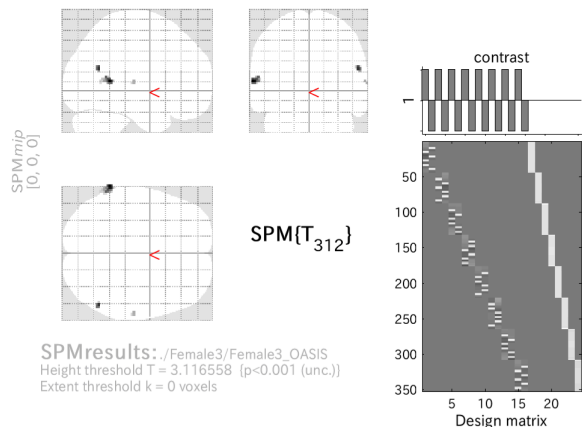 SPMmip
[0, 0, 0]
<
<
<
SPM{T312}
contrast
1
50
100
150
200
250
300
350
5 10 15 20
Design matrix
SPMresults: ./Female3/Female3_OASIS
Height threshold T = 3.116558 {p<0.001 (unc.)}
Extent threshold k = 0 voxels